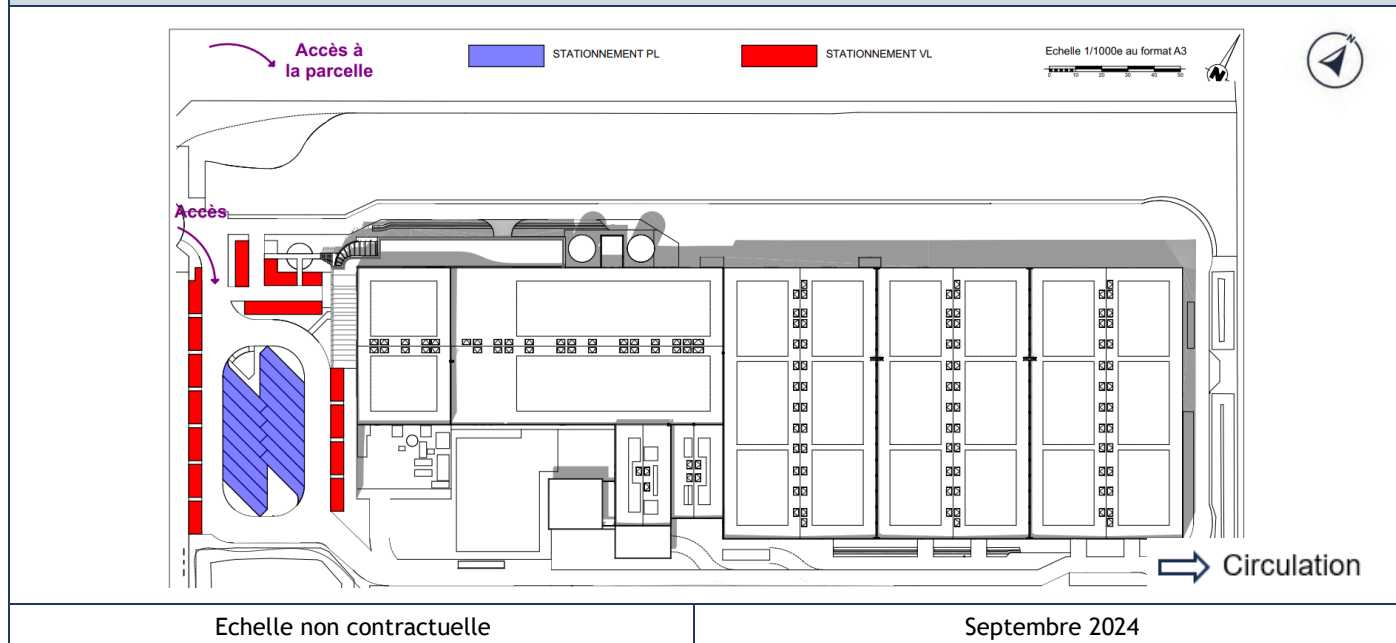 Accès à
la parcelle
STATIONNEMENT PL
STATIONNEMENT VL
Echelle 1/1000e au format A3
0 10 20 30 40 50
N
N
Accès
Circulation
Echelle non contractuelle
Septembre 2024